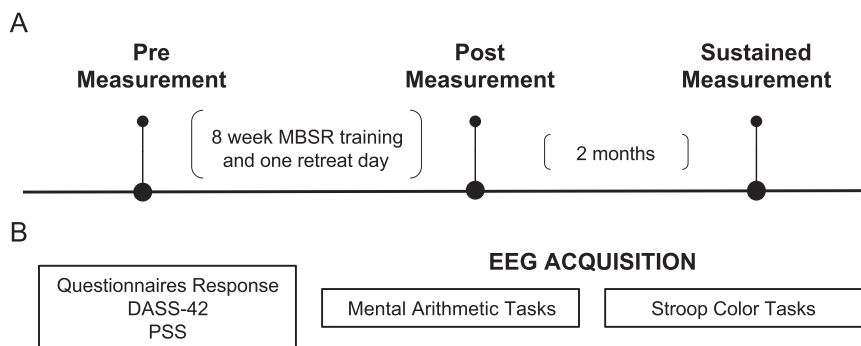 A
Pre
Measurement
Post
Measurement
Sustained
Measurement
8 week MBSR training
and one retreat day
2 months
B
Questionnaires Response
DASS-42
PSS
EEG ACQUISITION
Mental Arithmetic Tasks
Stroop Color Tasks